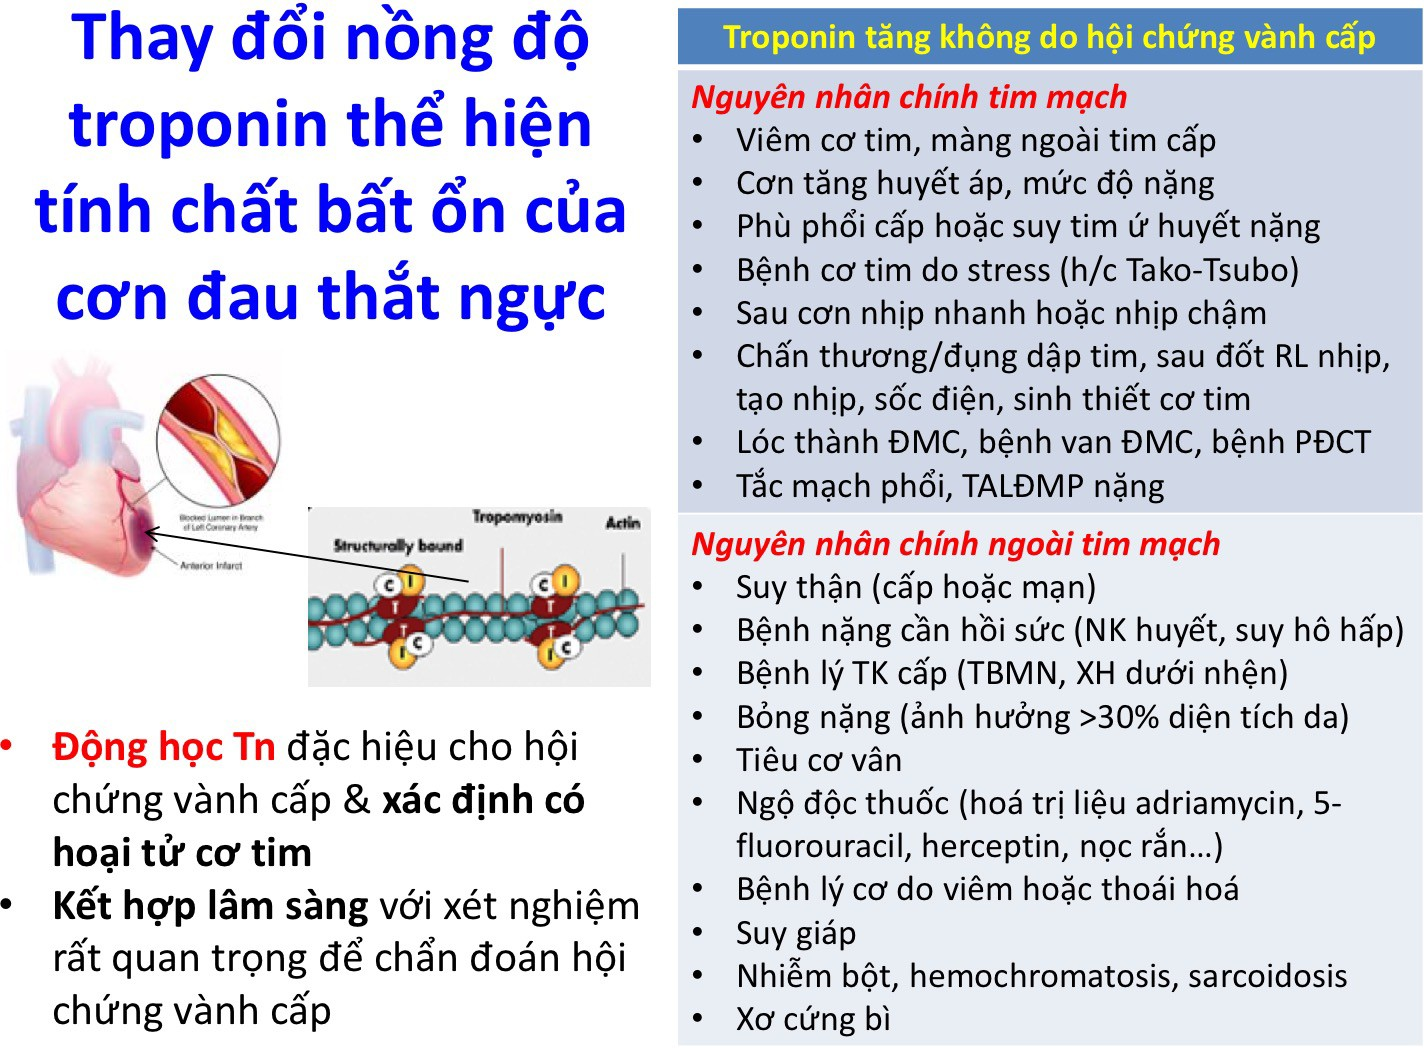 Thay đổi nồng độ
troponin thể hiện
tính chất bất ổn của
cơn đau thắt ngực
Blocked Lumen in Branch
of Left Coronary Artery
Anterior Infarct
Tropomyosin
Actin
Structurally bound
C I C I
T T
T T
I C I C
• Động học Tn đặc hiệu cho hội
chứng vành cấp & xác định có
hoại tử cơ tim
• Kết hợp lâm sàng với xét nghiệm
rất quan trọng để chẩn đoán hội
chứng vành cấp
Troponin tăng không do hội chứng vành cấp
Nguyên nhân chính tim mạch
• Viêm cơ tim, màng ngoài tim cấp
• Cơn tăng huyết áp, mức độ nặng
• Phù phổi cấp hoặc suy tim ứ huyết nặng
• Bệnh cơ tim do stress (h/c Tako-Tsubo)
• Sau cơn nhịp nhanh hoặc nhịp chậm
• Chấn thương/đụng dập tim, sau đốt RL nhịp,
tạo nhịp, sốc điện, sinh thiết cơ tim
• Lóc thành ĐMC, bệnh van ĐMC, bệnh PĐCT
• Tắc mạch phổi, TALĐMP nặng
Nguyên nhân chính ngoài tim mạch
• Suy thận (cấp hoặc mạn)
• Bệnh nặng cần hồi sức (NK huyết, suy hô hấp)
• Bệnh lý TK cấp (TBMN, XH dưới nhện)
• Bỏng nặng (ảnh hưởng >30% diện tích da)
• Tiêu cơ vân
• Ngộ độc thuốc (hoá trị liệu adriamycin, 5-
fluorouracil, herceptin, nọc rắn…)
• Bệnh lý cơ do viêm hoặc thoái hoá
• Suy giáp
• Nhiễm bột, hemochromatosis, sarcoidosis
• Xơ cứng bì